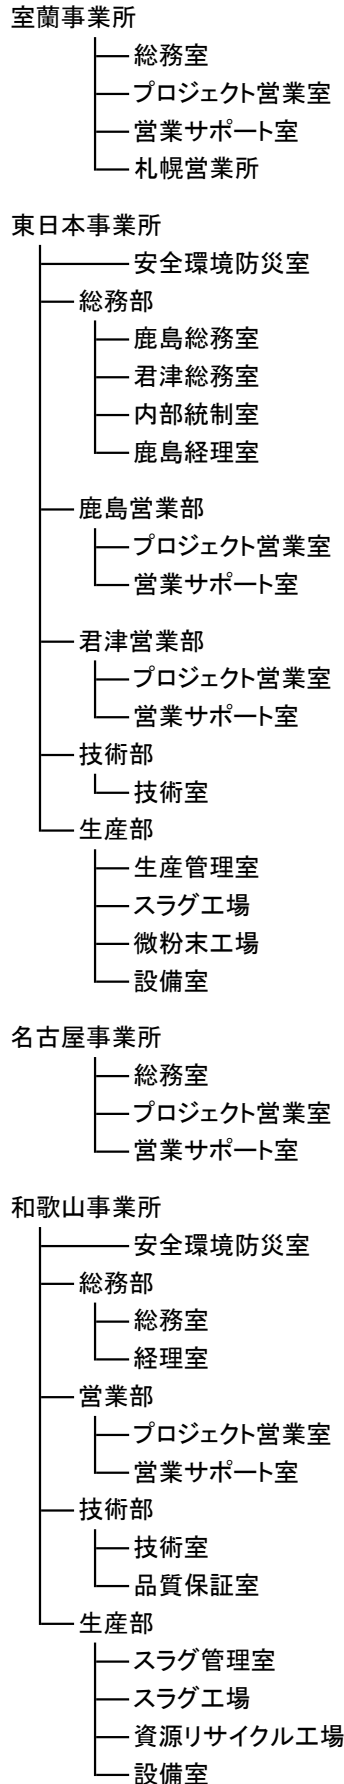 室蘭事業所
総務室
プロジェクト営業室
営業サポート室
札幌営業所
東日本事業所
安全環境防災室
総務部
鹿島総務室
君津総務室
内部統制室
鹿島経理室
鹿島営業部
プロジェクト営業室
営業サポート室
君津営業部
プロジェクト営業室
営業サポート室
技術部
技術室
生産部
生産管理室
スラグ工場
微粉末工場
設備室
名古屋事業所
総務室
プロジェクト営業室
営業サポート室
和歌山事業所
安全環境防災室
総務部
総務室
経理室
営業部
プロジェクト営業室
営業サポート室
技術部
技術室
品質保証室
生産部
スラグ管理室
スラグ工場
資源リサイクル工場
設備室